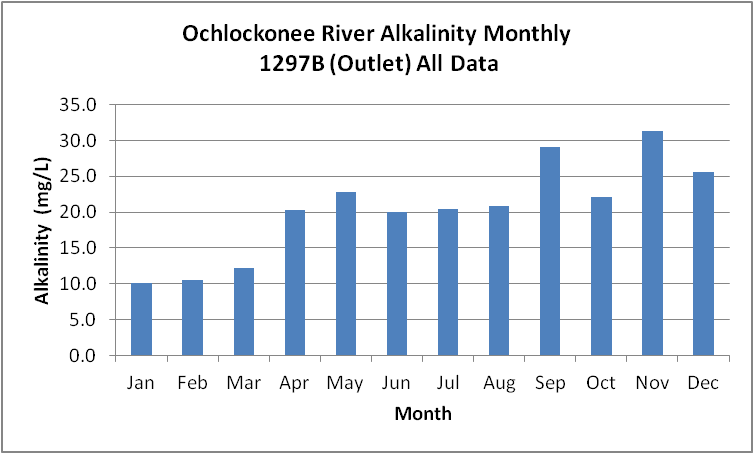 Ochlockonee River Alkalinity Monthly
1297B (Outlet) All Data
35.0
30.0
25.0
20.0
15.0
10.0
5.0
0.0
Alkalinity (mg/L)
Jan Feb Mar Apr May Jun Jul Aug Sep Oct Nov Dec
Month